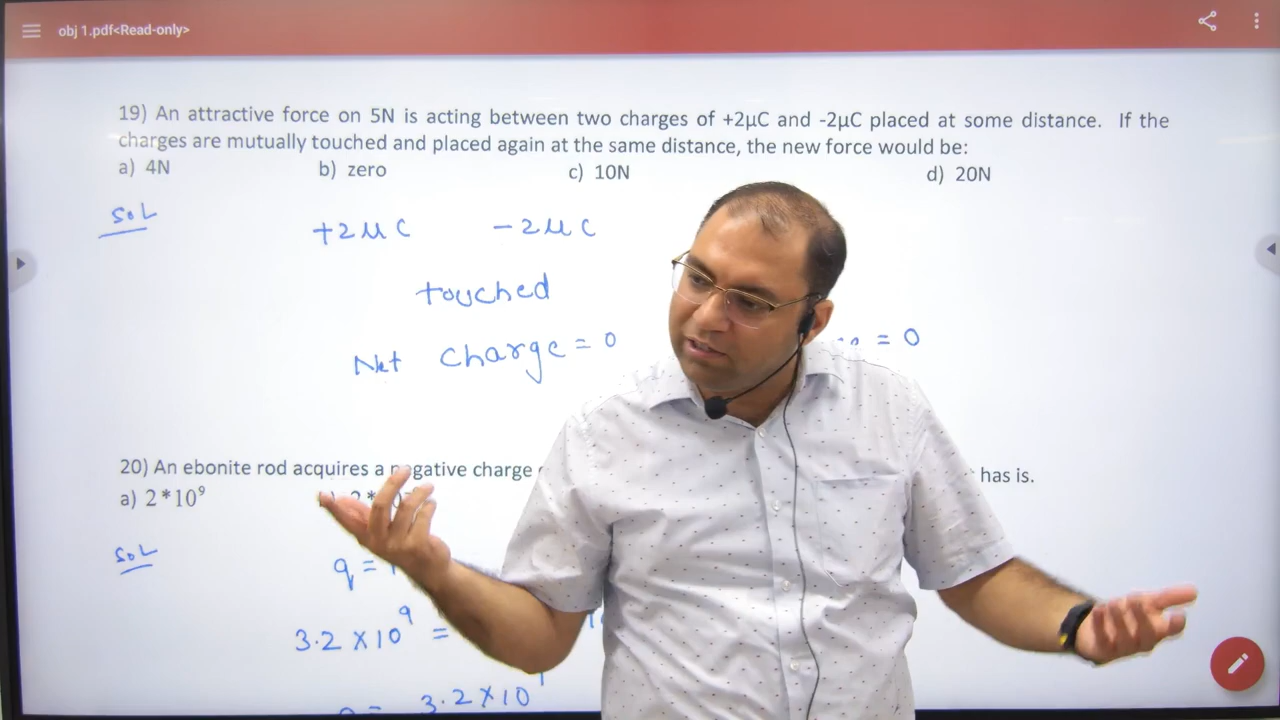 obj 1.pdf<Read-only>
19) An attractive force on 5N is acting between two charges of +2μC and -2μC placed at some distance. If the
charges are mutually touched and placed again at the same distance, the new force would be:
a) 4N b) zero c) 10N d) 20N
SOL
+2μC -2μC
touched
Net Charge = 0 = 0
20) An ebonite rod acquires a negative charge has is.
a) 2*10⁹
SOL
q =
3.2 X 10⁹ =
3.2 X 10